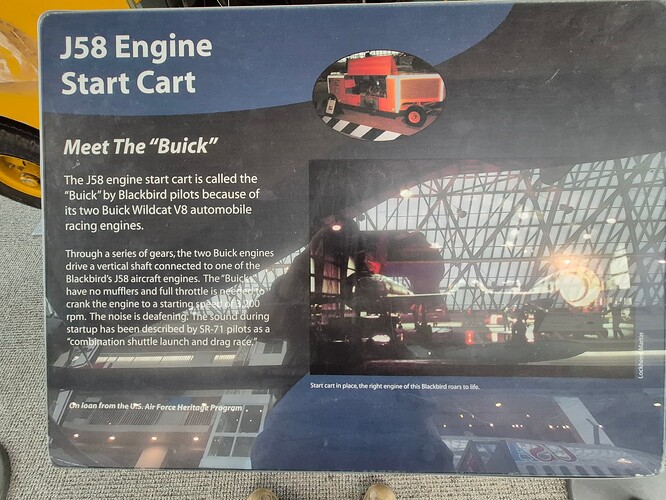 J58 Engine
Start Cart
Meet The “Buick”
The J58 engine start cart is called the
“Buick” by Blackbird pilots because of
its two Buick Wildcat V8 automobile
racing engines.
Through a series of gears, the two Buick engines
drive a vertical shaft connected to one of the
Blackbird's J58 aircraft engines. The “Buicks”
have no mufflers and full throttle is needed to
crank the engine to a starting speed of 3,200
rpm. The noise is deafening. The sound during
startup has been described by SR-71 pilots as a
“combination shuttle launch and drag race.”
On loan from the U.S. Air Force Heritage Program
Start cart in place, the right engine of this Blackbird roars to life.
Lockheed Martin